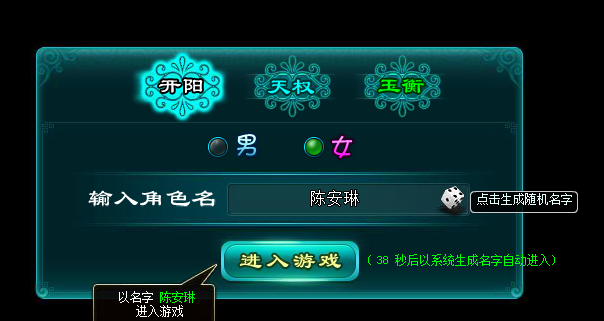 开阳 天权 玉衡
男 女
输入角色名 陈安琳 点击生成随机名字
进入游戏 (38 秒后以系统生成名字自动进入)
以名字 陈安琳
进入游戏